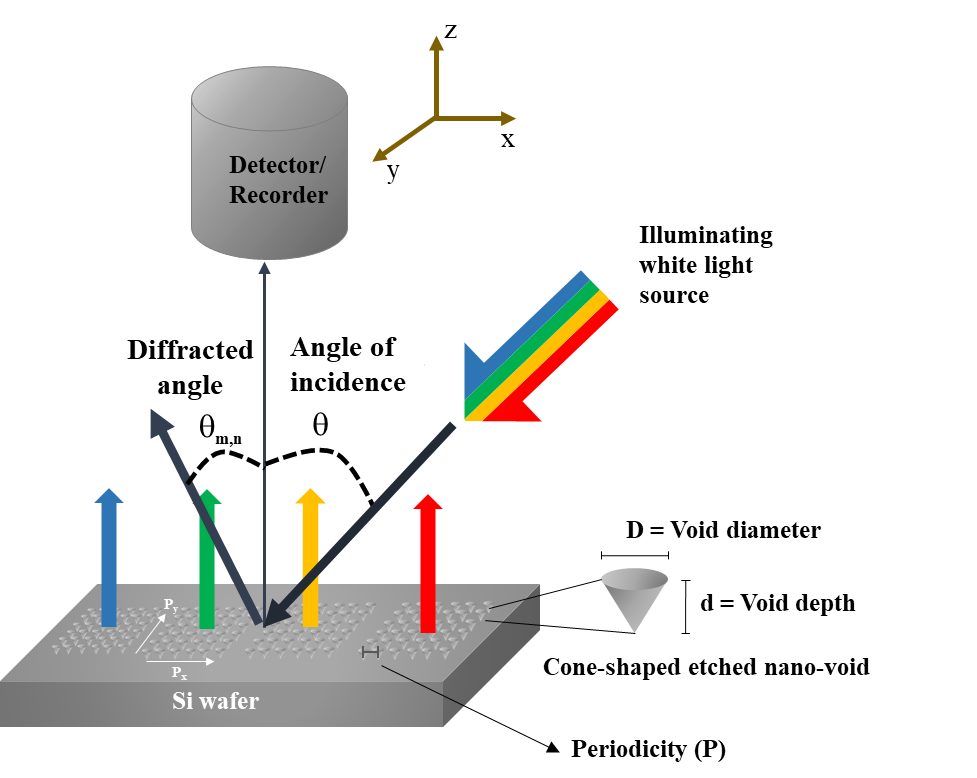 z
x
y
Detector/
Recorder
Illuminating
white light
source
Diffracted
angle
θm,n
Angle of
incidence
θ
D = Void diameter
d = Void depth
Cone-shaped etched nano-void
Py
Px
Si wafer
Periodicity (P)